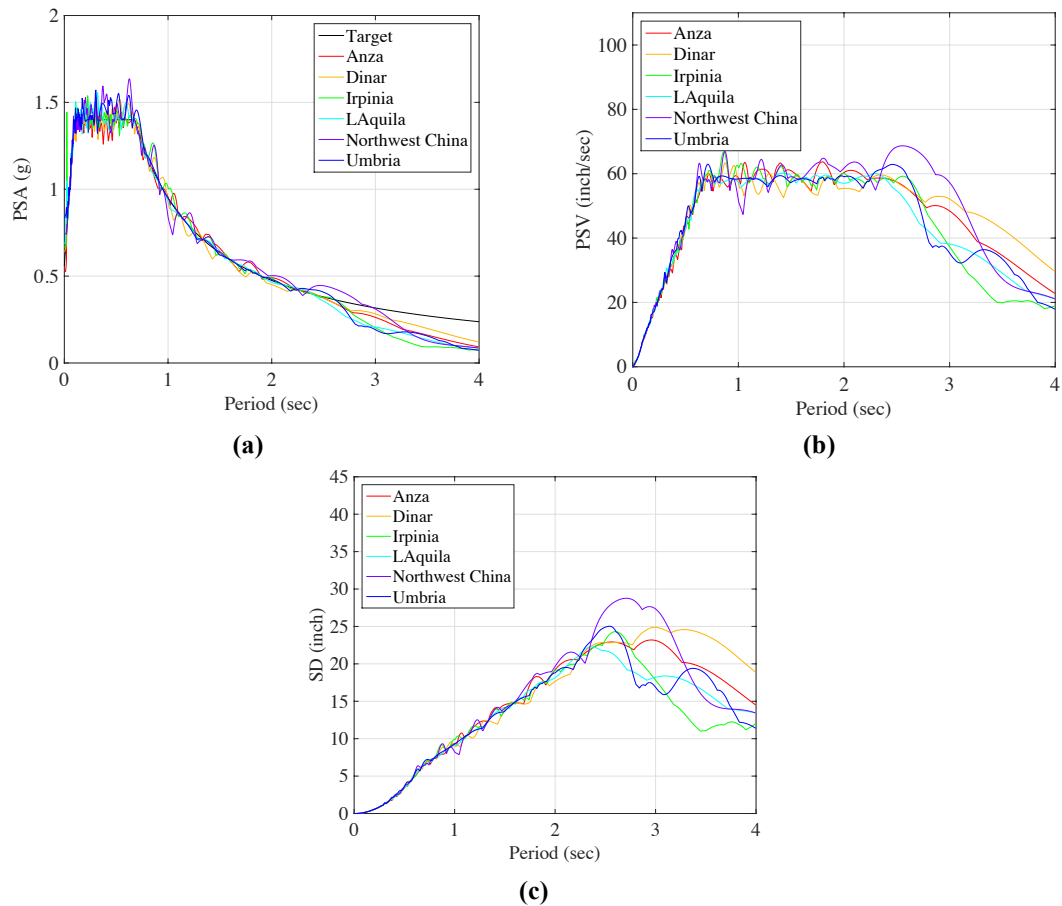 2
1.5
1
0.5
0
PSA (g)
0 1 2 3 4
Period (sec)
Target
Anza
Dinar
Irpinia
LAquila
Northwest China
Umbria
(a)
100
80
60
40
20
0
PSV (inch/sec)
0 1 2 3 4
Period (sec)
Anza
Dinar
Irpinia
LAquila
Northwest China
Umbria
(b)
45
40
35
30
25
20
15
10
5
0
SD (inch)
0 1 2 3 4
Period (sec)
Anza
Dinar
Irpinia
LAquila
Northwest China
Umbria
(c)